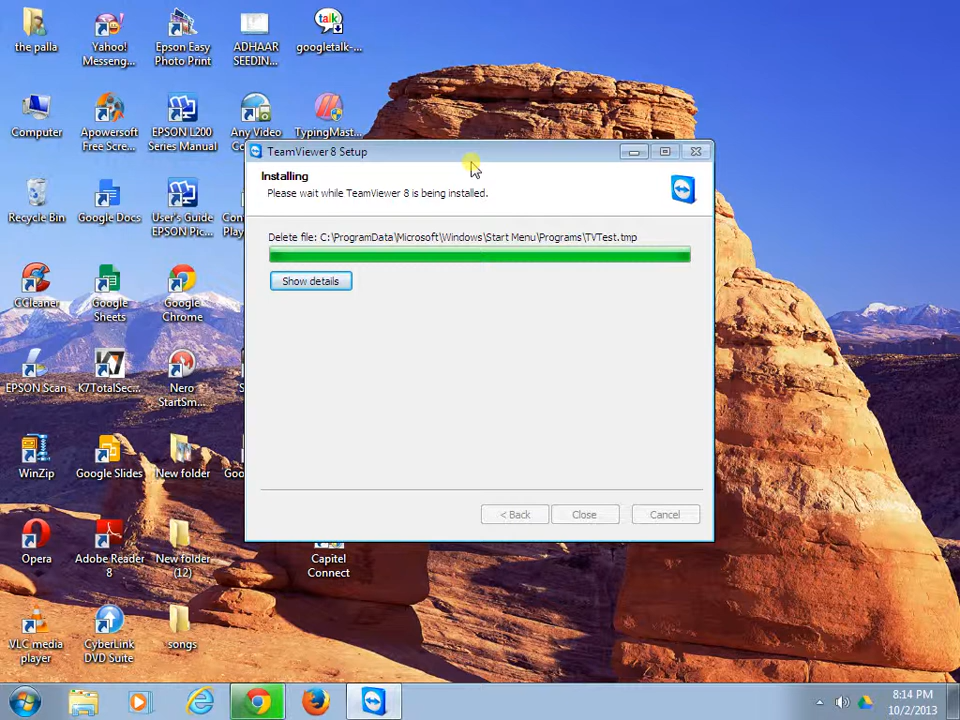 the palla
Yahoo!
Messeng...
Epson Easy
Photo Print
ADHAAR
SEEDIN...
talk
googletalk-...
Computer
Apowersoft
Free Scre...
EPSON L200
Series Manual
Any Video
TypingMast...
TeamViewer 8 Setup
Installing
Please wait while TeamViewer 8 is being installed.
Recycle Bin
Google Docs
User's Guide
EPSON Pic...
Delete file: C:\ProgramData\Microsoft\Windows\Start Menu\Programs\TVTest.tmp
Show details
CCleaner
Google
Sheets
Google
Chrome
EPSON Scan
K7TotalSec...
Nero
StartSm...
WinZip
Google Slides
New folder
< Back
Close
Cancel
Opera
Adobe Reader
8
New folder
(12)
Capitel
Connect
VLC media
player
CyberLink
DVD Suite
songs
8:14 PM
10/2/2013